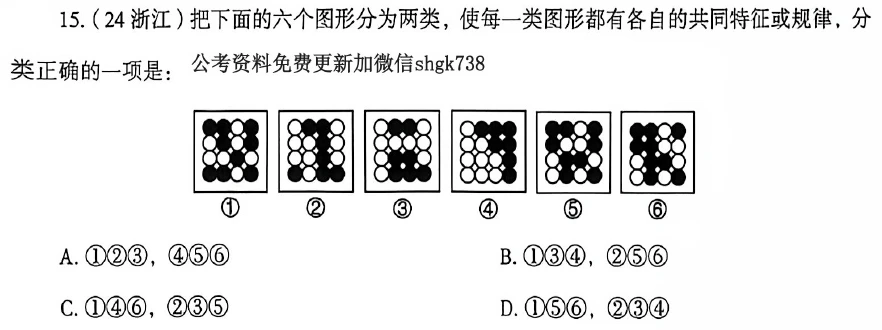 15.(24 浙江)把下面的六个图形分为两类,使每一类图形都有各自的共同特征或规律,分
类正确的一项是: 公考资料免费更新加微信shgk738
① ② ③ ④ ⑤ ⑥
A. ①②③,④⑤⑥ B. ①③④,②⑤⑥
C. ①④⑥,②③⑤ D. ①⑤⑥,②③④